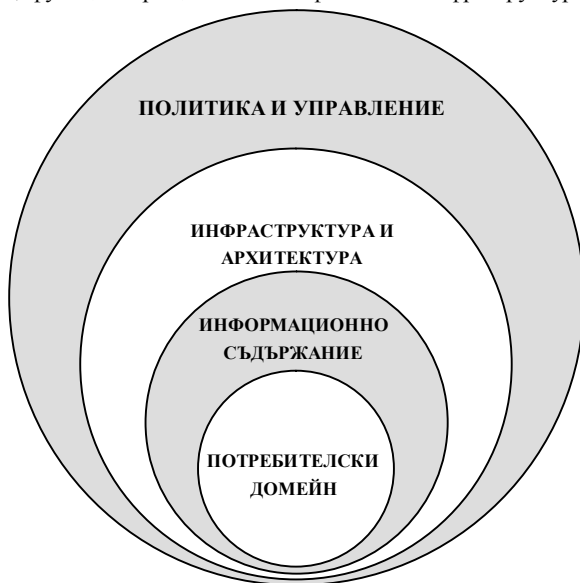 ПОЛИТИКА И УПРАВЛЕНИЕ
ИНФРАСТРУКТУРА И
АРХИТЕКТУРА
ИНФОРМАЦИОННО
СЪДЪРЖАНИЕ
ПОТРЕБИТЕЛСКИ
ДОМЕЙН